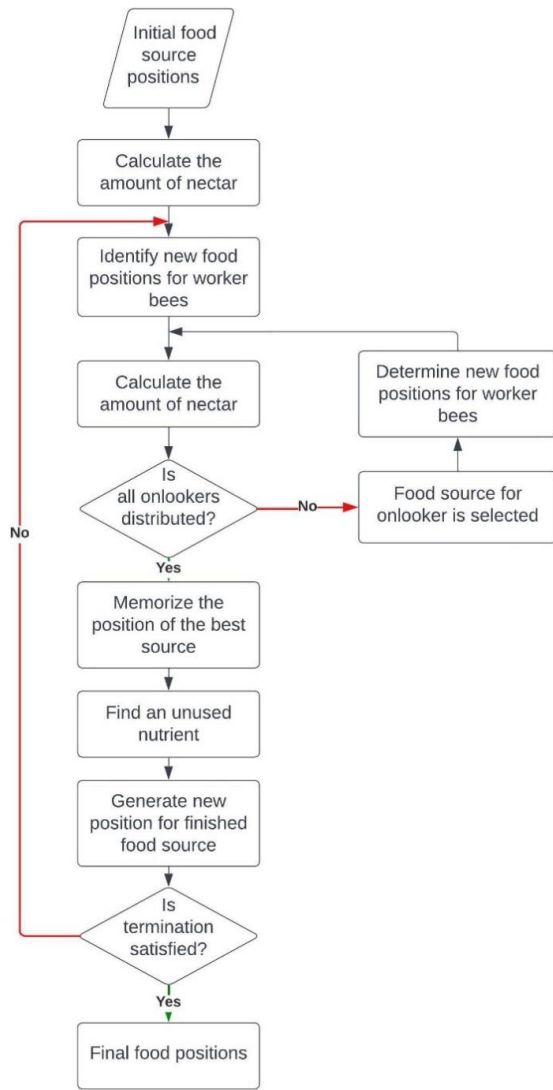 Initial food
source
positions
Calculate the
amount of nectar
Identify new food
positions for worker
bees
Calculate the
amount of nectar
Determine new food
positions for worker
bees
Is
all onlookers
distributed?
No
Food source for
onlooker is selected
No
Yes
Memorize the
position of the best
source
Find an unused
nutrient
Generate new
position for finished
food source
Is
termination
satisfied?
Yes
Final food positions